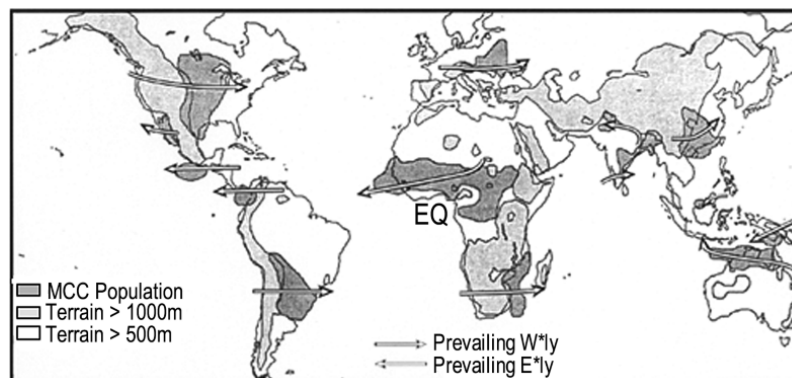 EQ
MCC Population
Terrain > 1000m
Terrain > 500m
Prevailing W*ly
Prevailing E*ly